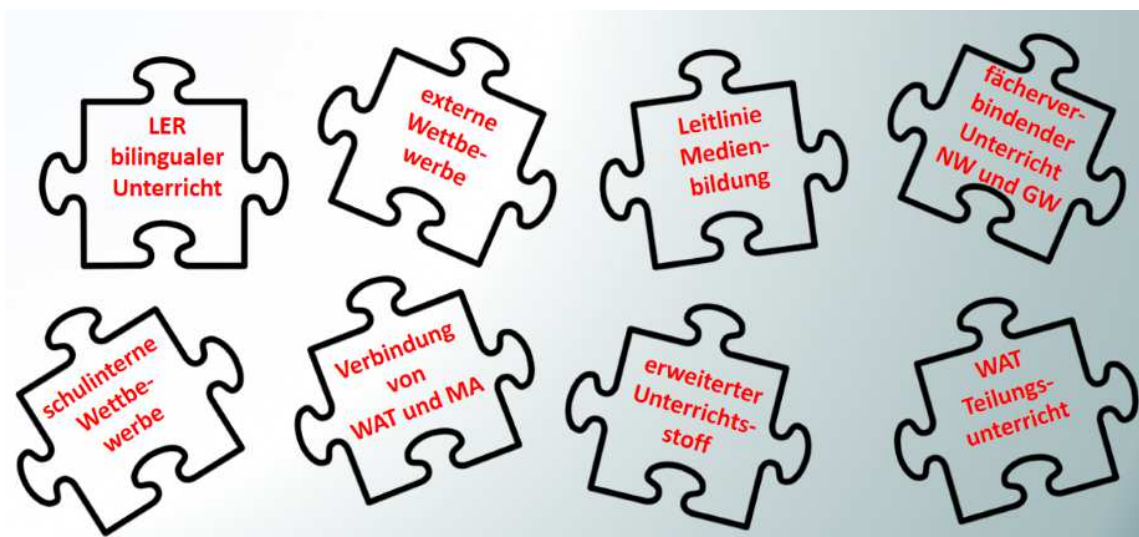 LER
bilingualer
Unterricht
externe
Wettbe-
werbe
Leitlinie
Medien-
bildung
fächerver-
bindender
Unterricht
NW und GW
schulinterne
Wettbe-
werbe
Verbindung
von
WAT und MA
erweiterter
Unterrichts-
stoff
WAT
Teilungs-
unterricht